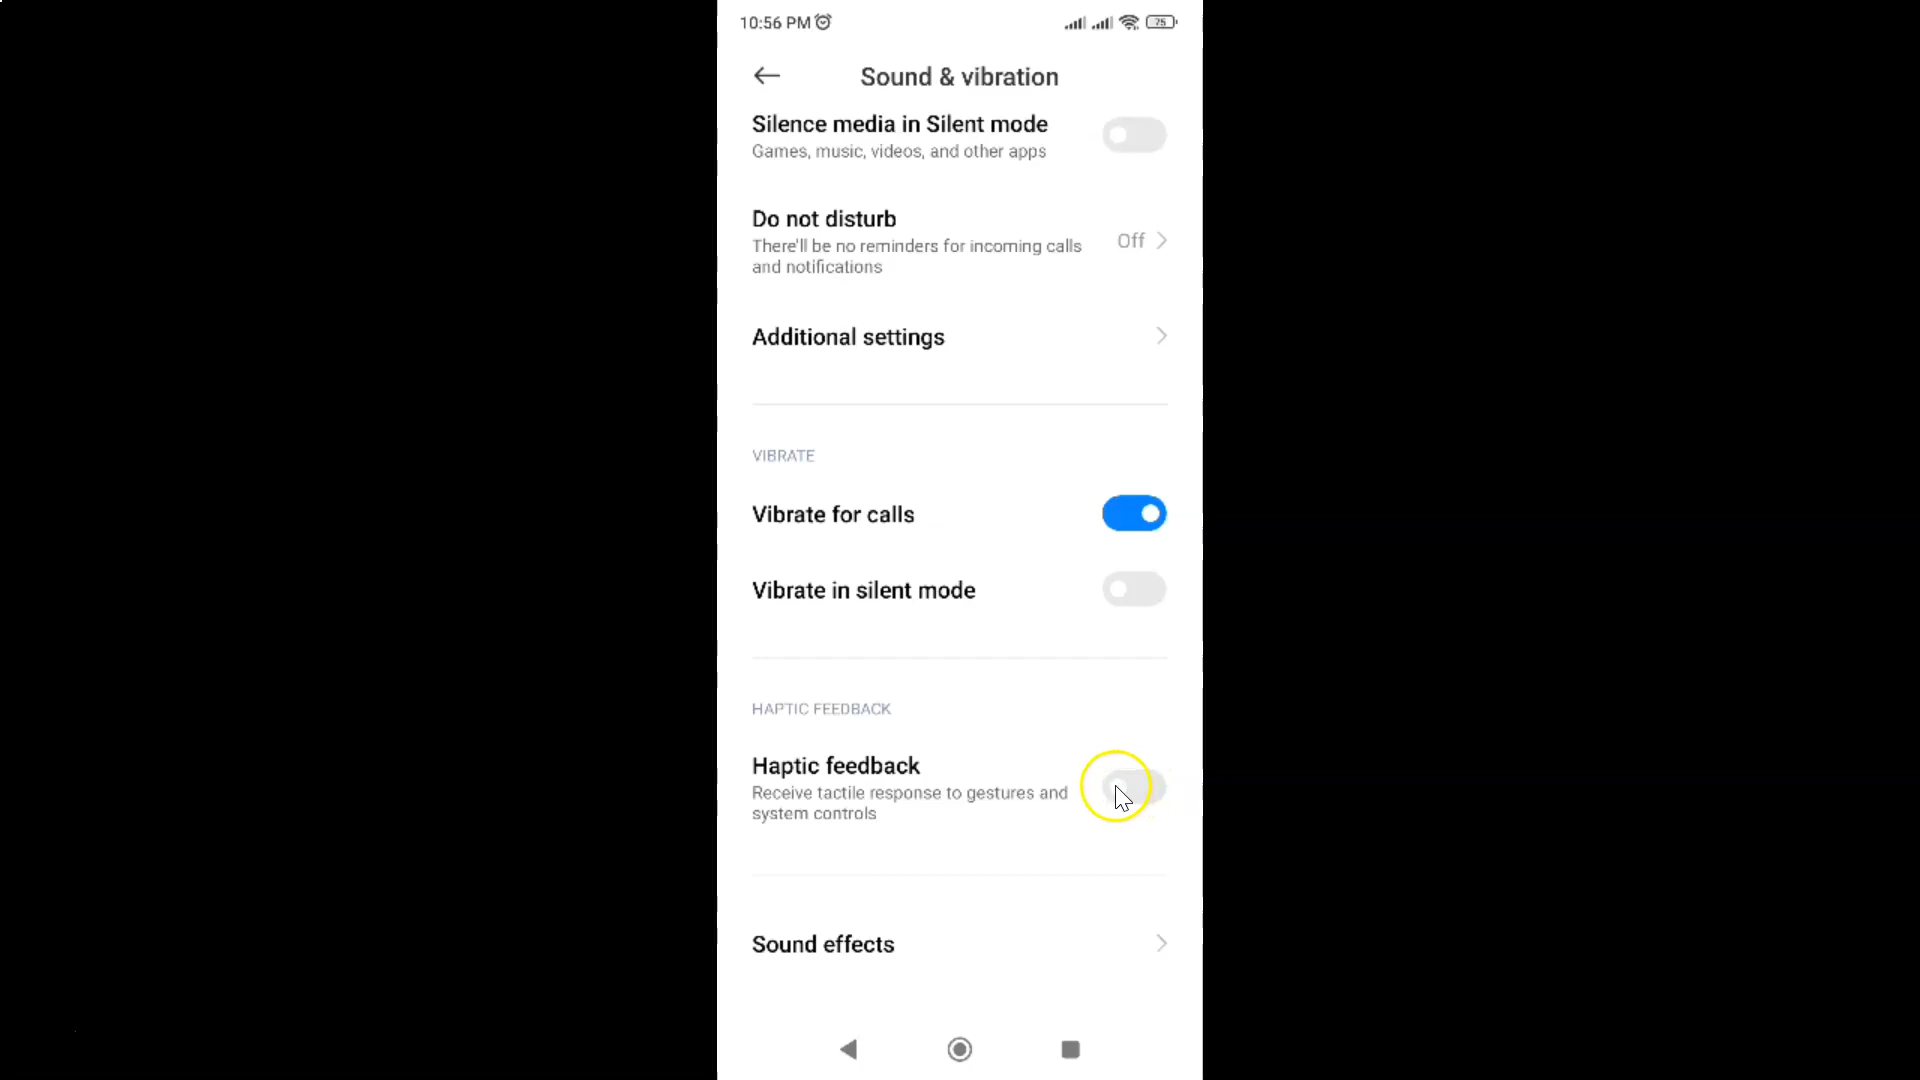 10:56 PM
75
Sound & vibration
Silence media in Silent mode
Games, music, videos, and other apps
Do not disturb
There'll be no reminders for incoming calls
and notifications
Off
Additional settings
VIBRATE
Vibrate for calls
Vibrate in silent mode
HAPTIC FEEDBACK
Haptic feedback
Receive tactile response to gestures and
system controls
Sound effects